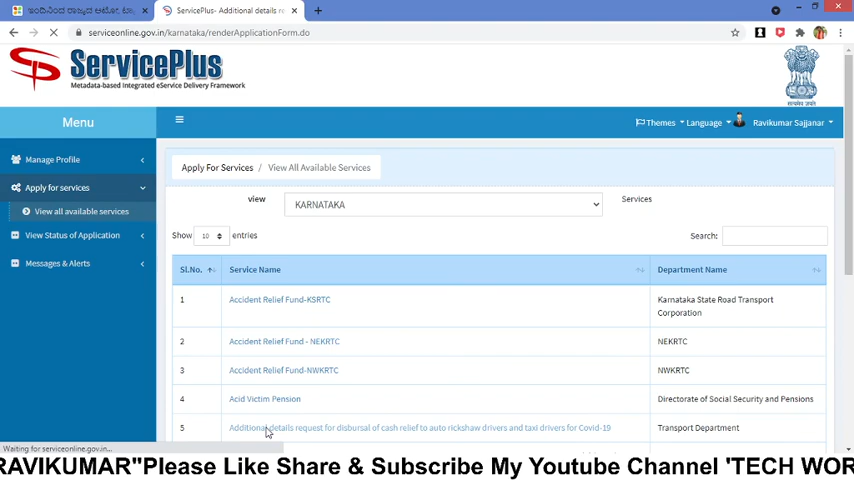 ಇಂದಿನಿಂದ ರಾಜ್ಯದ ಆಟೋ, ಟ್ಯಾ
ServicePlus- Additional details re
serviceonline.gov.in/karnataka/renderApplicationForm.do
ServicePlus
Metadata-based Integrated eService Delivery Framework
Menu
Themes Language Ravikumar Sajjanar
Manage Profile
Apply For Services / View All Available Services
Apply for services
view KARNATAKA Services
View all available services
View Status of Application
Show 10 entries Search:
Messages & Alerts
Sl.No. Service Name Department Name
1 Accident Relief Fund-KSRTC Karnataka State Road Transport
Corporation
2 Accident Relief Fund - NEKRTC NEKRTC
3 Accident Relief Fund-NWKRTC NWKRTC
4 Acid Victim Pension Directorate of Social Security and Pensions
5 Additional details request for disbursal of cash relief to auto rickshaw drivers and taxi drivers for Covid-19 Transport Department
Waiting for serviceonline.gov.in...
RAVIKUMAR"Please Like Share & Subscribe My Youtube Channel 'TECH WOR